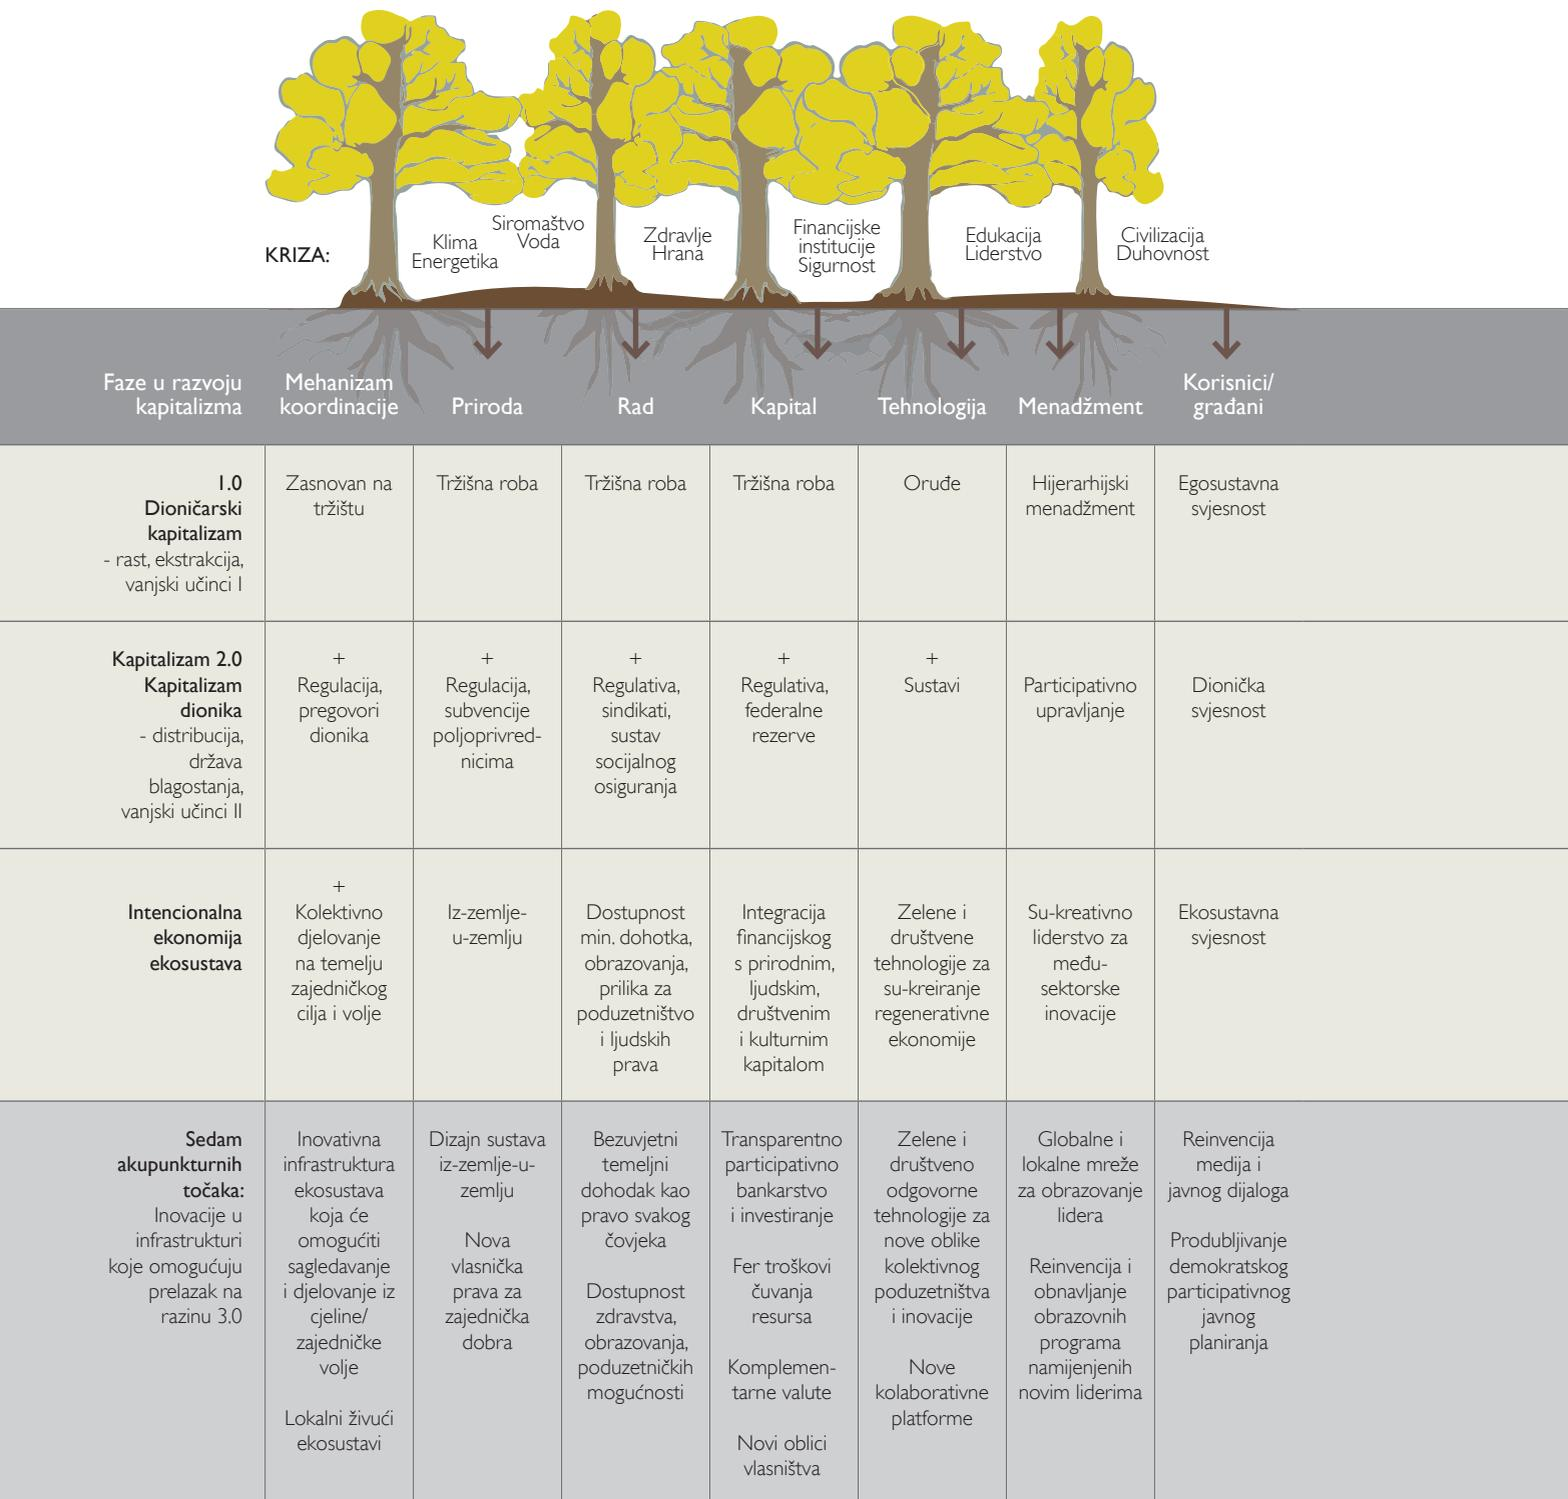 KRIZA:
Klima
Energetika
Siromaštvo
Voda
Zdravlje
Hrana
Financijske
institucije
Sigurnost
Edukacija
Liderstvo
Civilizacija
Duhovnost
Faze u razvoju
kapitalizma
Mehanizam
koordinacije
Priroda
Rad
Kapital
Tehnologija
Menadžment
Korisnici/
građani
1.0
Dioničarski
kapitalizam
- rast, ekstrakcija,
vanjski učinci I
Zasnovan na
tržištu
Tržišna roba
Tržišna roba
Tržišna roba
Oruđe
Hijerarhijski
menadžment
Egosustavna
svjesnost
Kapitalizam 2.0
Kapitalizam
dionika
- distribucija,
država
blagostanja,
vanjski učinci II
+
Regulacija,
pregovori
dionika
+
Regulacija,
subvencije
poljoprivred-
nicima
+
Regulativa,
sindikati,
sustav
socijalnog
osiguranja
+
Regulativa,
federalne
rezerve
+
Sustavi
Participativno
upravljanje
Dionička
svjesnost
Intencionalna
ekonomija
ekosustava
+
Kolektivno
djelovanje
na temelju
zajedničkog
cilja i volje
Iz-zemlje-
u-zemlju
Dostupnost
min. dohotka,
obrazovanja,
prilika za
poduzetništvo
i ljudskih
prava
Integracija
financijskog
s prirodnim,
ljudskim,
društvenim
i kulturnim
kapitalom
Zelene i
društvene
tehnologije za
su-kreiranje
regenerativne
ekonomije
Su-kreativno
liderstvo za
među-
sektorske
inovacije
Ekosustavna
svjesnost
Sedam
akupunkturnih
točaka:
Inovacije u
infrastrukturi
koje omogućuju
prelazak na
razinu 3.0
Inovativna
infrastruktura
ekosustava
koja će
omogućiti
sagledavanje
i djelovanje iz
cjeline/
zajedničke
volje
Lokalni živući
ekosustavi
Dizajn sustava
iz-zemlje-u-
zemlju
Nova
vlasnička
prava za
zajednička
dobra
Bezuvjetni
temeljni
dohodak kao
pravo svakog
čovjeka
Dostupnost
zdravstva,
obrazovanja,
poduzetničkih
mogućnosti
Transparentno
participativno
bankarstvo
i investiranje
Fer troškovi
čuvanja
resursa
Komplemen-
tarne valute
Novi oblici
vlasništva
Zelene i
društveno
odgovorne
tehnologije za
nove oblike
kolektivnog
poduzetništva
i inovacije
Nove
kolaborativne
platforme
Globalne i
lokalne mreže
za obrazovanje
lidera
Reinvencija i
obnavljanje
obrazovnih
programa
namijenjenih
novim liderima
Reinvencija
medija i
javnog dijaloga
Produbljivanje
demokratskog
participativnog
javnog
planiranja